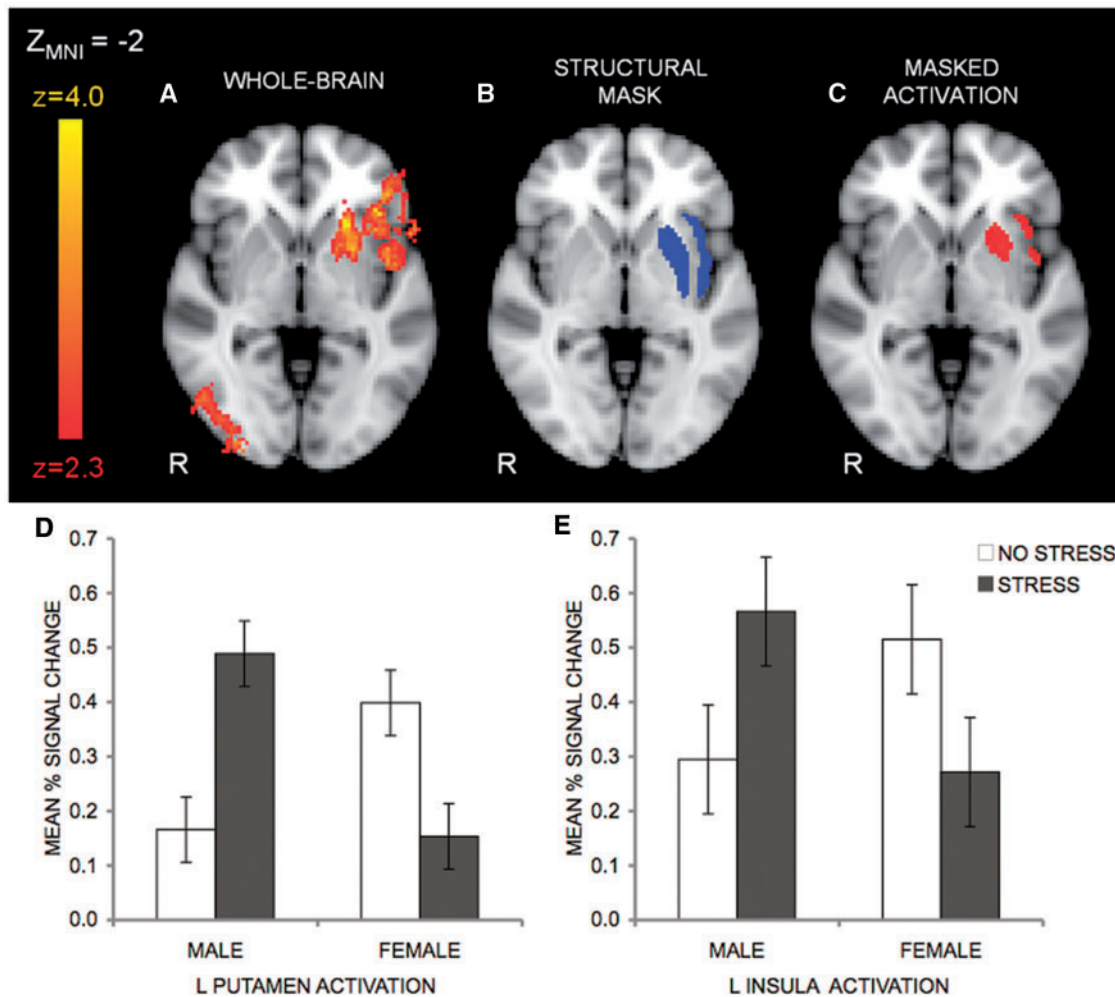 Z_MNI = -2
z=4.0
z=2.3
A WHOLE-BRAIN
R
B STRUCTURAL
MASK
R
C MASKED
ACTIVATION
R
D
MEAN % SIGNAL CHANGE
0.7
0.6
0.5
0.4
0.3
0.2
0.1
0.0
MALE FEMALE
L PUTAMEN ACTIVATION
E
MEAN % SIGNAL CHANGE
0.7
0.6
0.5
0.4
0.3
0.2
0.1
0.0
MALE FEMALE
L INSULA ACTIVATION
NO STRESS
STRESS